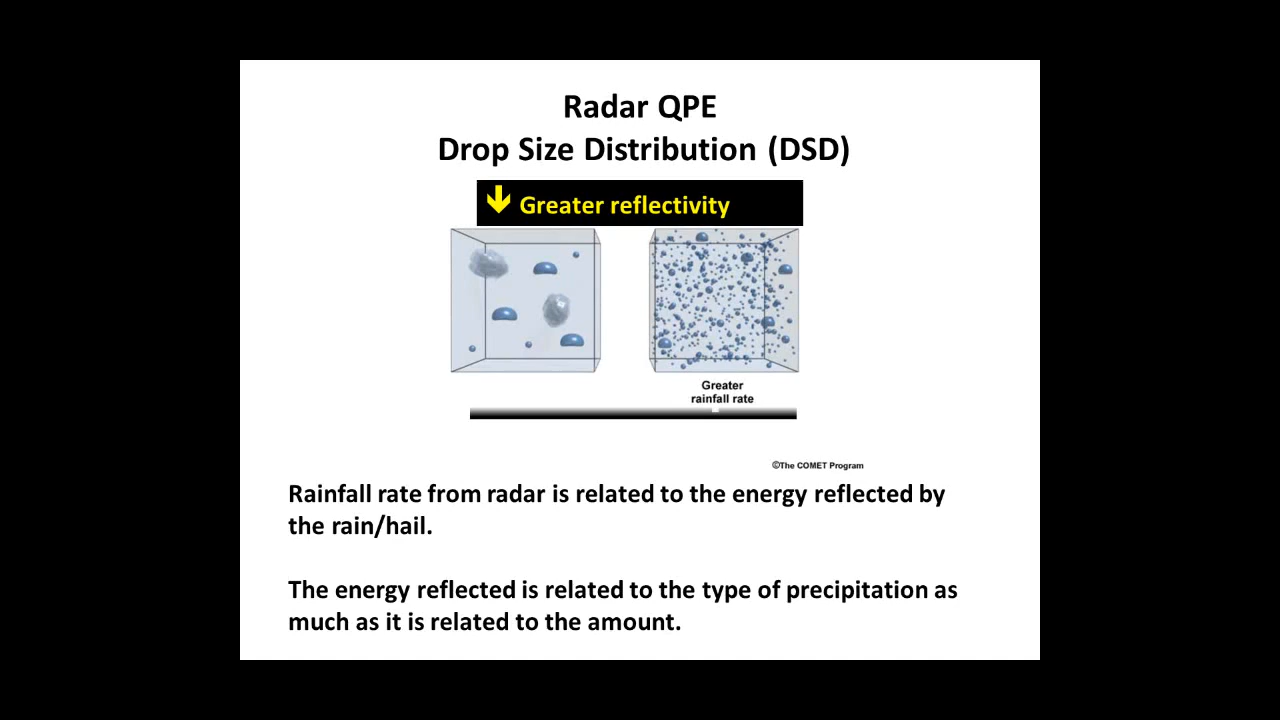 Radar QPE
Drop Size Distribution (DSD)
Greater reflectivity
Greater
rainfall rate
©The COMET Program
Rainfall rate from radar is related to the energy reflected by
the rain/hail.
The energy reflected is related to the type of precipitation as
much as it is related to the amount.